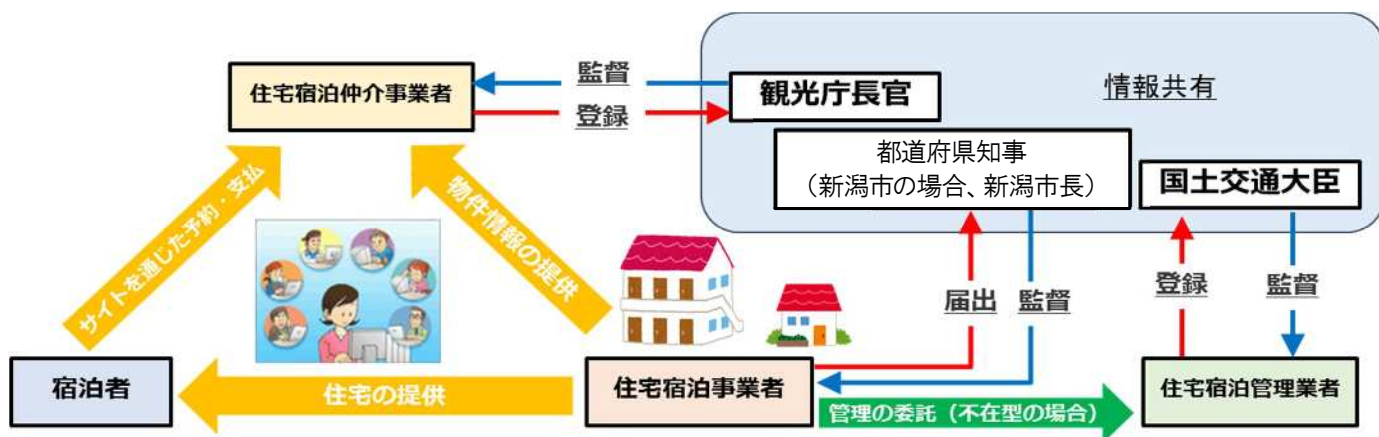 住宅宿泊仲介事業者
監督
登録
観光庁長官
情報共有
都道府県知事
（新潟市の場合、新潟市長）
国土交通大臣
サイトを通じた予約・支払
物件情報の提供
届出
監督
登録
監督
宿泊者
住宅の提供
住宅宿泊事業者
管理の委託（不在型の場合）
住宅宿泊管理業者